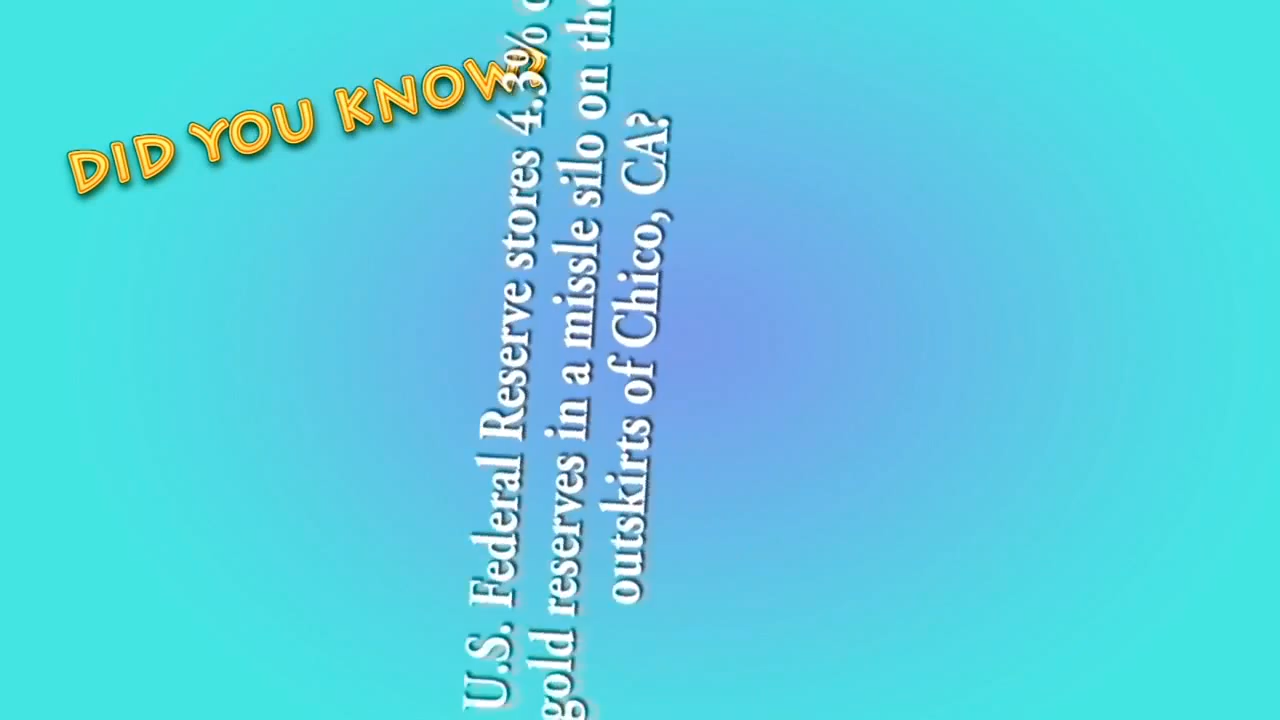 DID YOU KNOW?
U.S. Federal Reserve stores 4.3%
gold reserves in a missle silo on the
outskirts of Chico, CA?